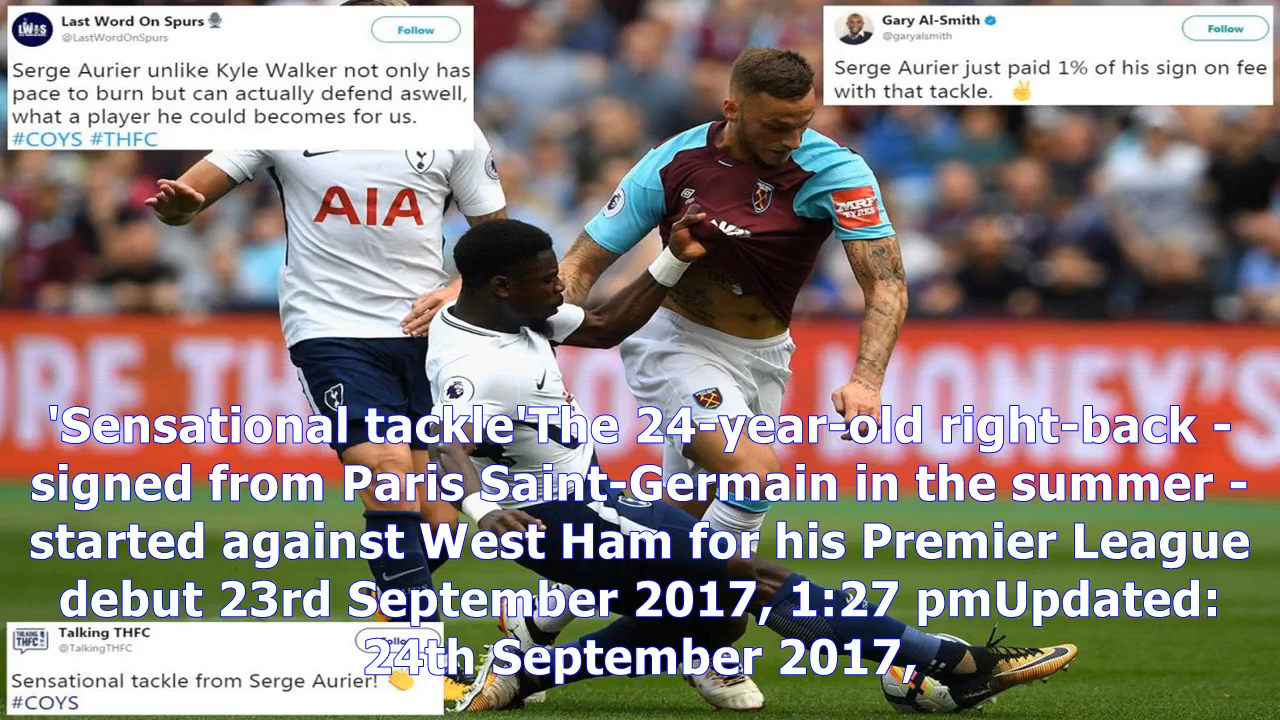 Last Word On Spurs
@LastWordOnSpurs
Follow
Serge Aurier unlike Kyle Walker not only has
pace to burn but can actually defend aswell,
what a player he could becomes for us.
#COYS #THFC
Gary Al-Smith
@garyalsmith
Follow
Serge Aurier just paid 1% of his sign on fee
with that tackle. ✌
AIA
MRF
TYRES
MONEY'S
'Sensational tackle'The 24-year-old right-back -
signed from Paris Saint-Germain in the summer -
started against West Ham for his Premier League
debut 23rd September 2017, 1:27 pmUpdated:
24th September 2017,
Talking THFC
@TalkingTHFC
Follow
Sensational tackle from Serge Aurier! 👏
#COYS